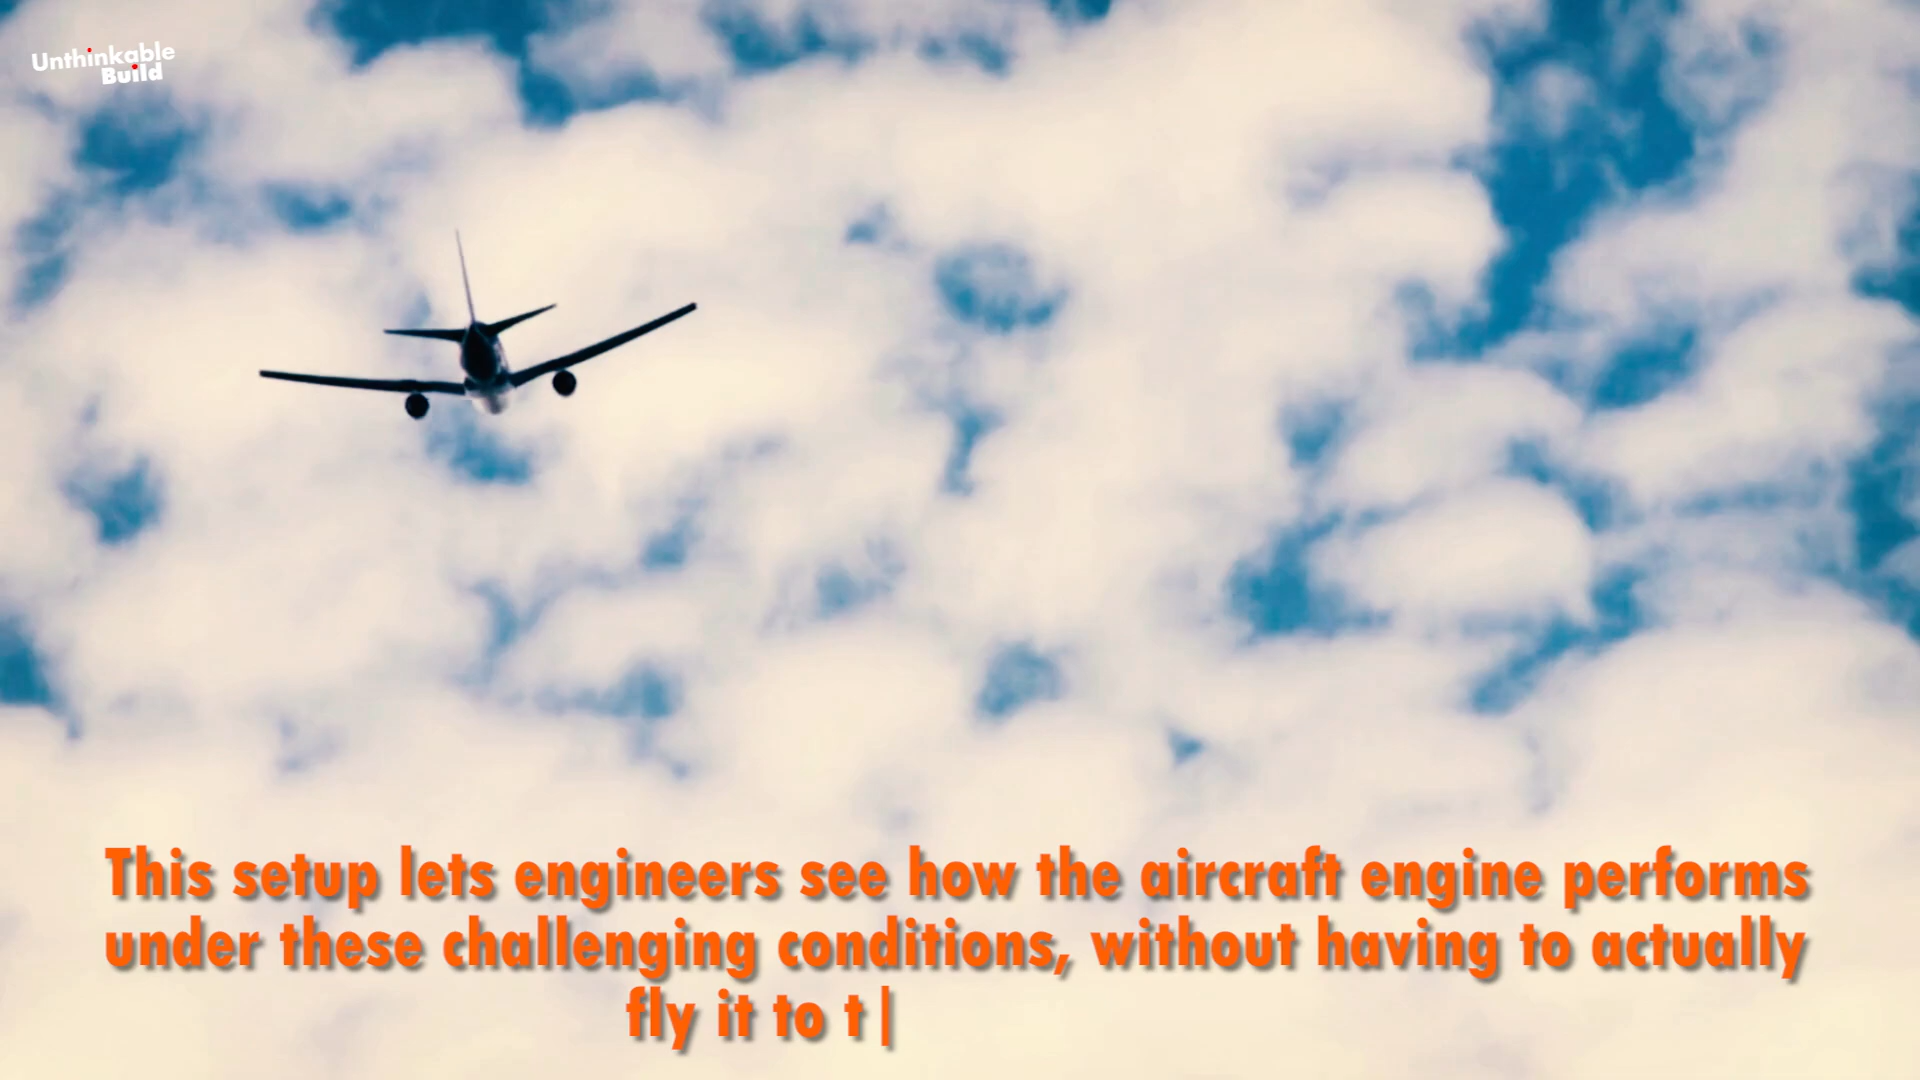 Unthinkable
Build
This setup lets engineers see how the aircraft engine performs
under these challenging conditions, without having to actually
fly it to t|